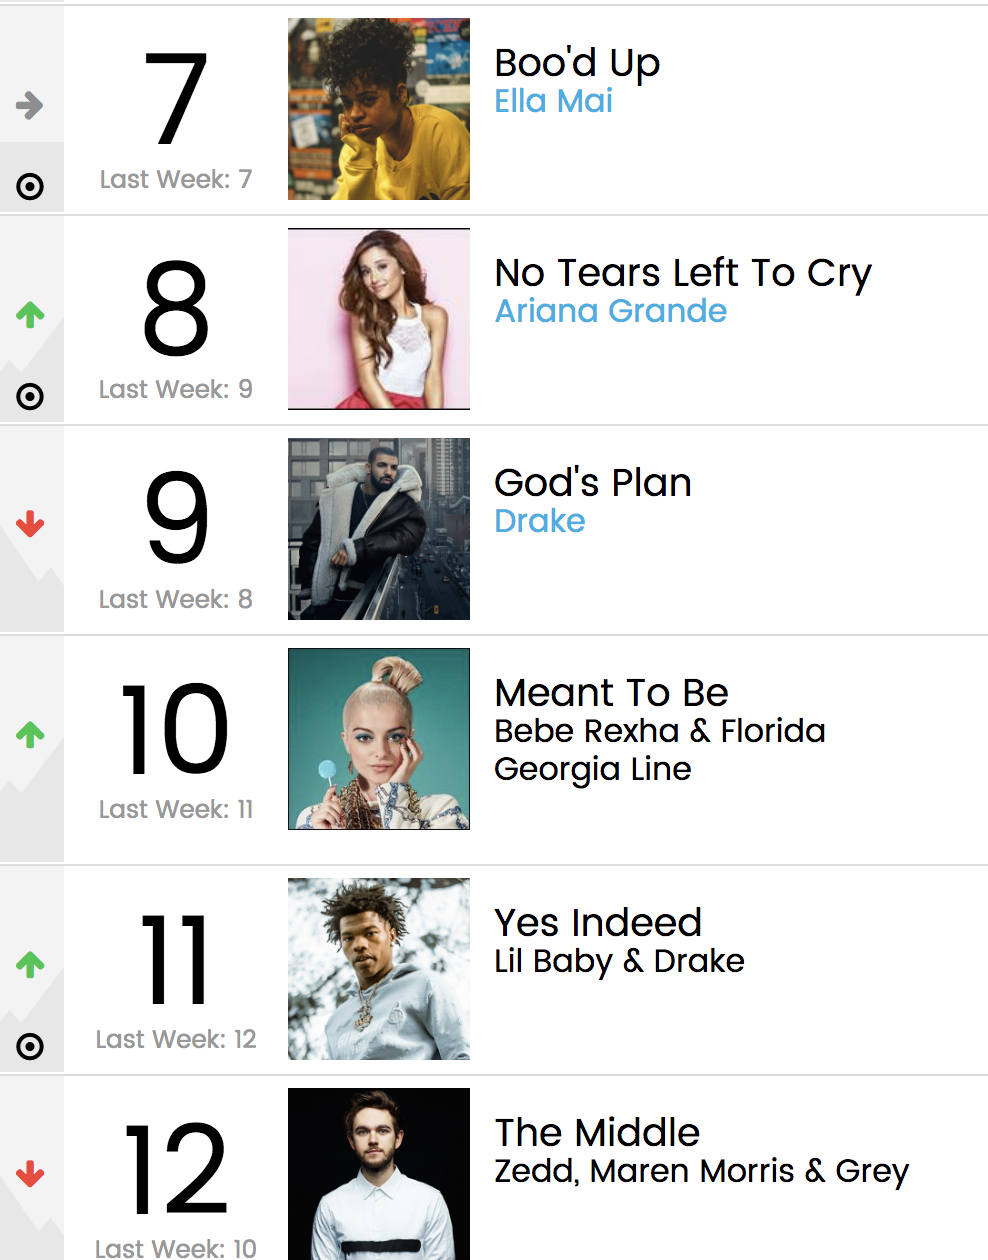 7
Last Week: 7
Boo'd Up
Ella Mai
8
Last Week: 9
No Tears Left To Cry
Ariana Grande
9
Last Week: 8
God's Plan
Drake
10
Last Week: 11
Meant To Be
Bebe Rexha & Florida
Georgia Line
11
Last Week: 12
Yes Indeed
Lil Baby & Drake
12
Last Week: 10
The Middle
Zedd, Maren Morris & Grey